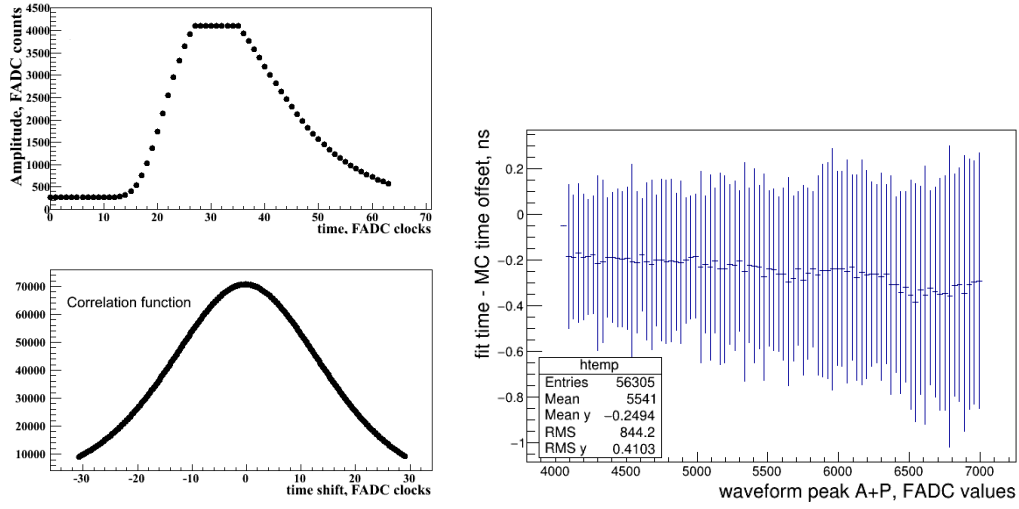 4500
4000
3500
3000
2500
2000
1500
1000
500
0
Amplitude, FADC counts
0 10 20 30 40 50 60 70
time, FADC clocks
70000
60000
50000
40000
30000
20000
10000
Correlation function
-30 -20 -10 0 10 20 30
time shift, FADC clocks
fit time - MC time offset, ns
0.2
0
−0.2
−0.4
−0.6
−0.8
−1
htemp
Entries 56305
Mean 5541
Mean y −0.2494
RMS 844.2
RMS y 0.4103
4000 4500 5000 5500 6000 6500 7000
waveform peak A+P, FADC values